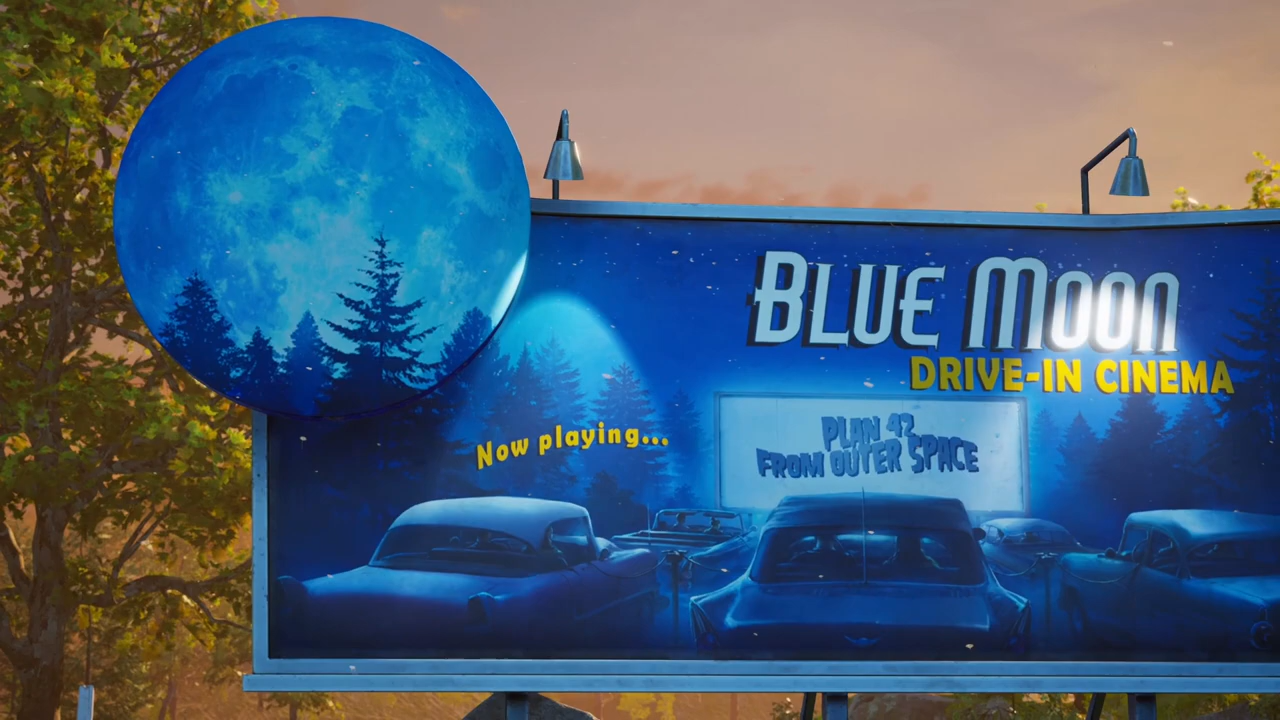 Blue Moon
DRIVE-IN CINEMA
Now playing...
PLAN 42
FROM OUTER SPACE